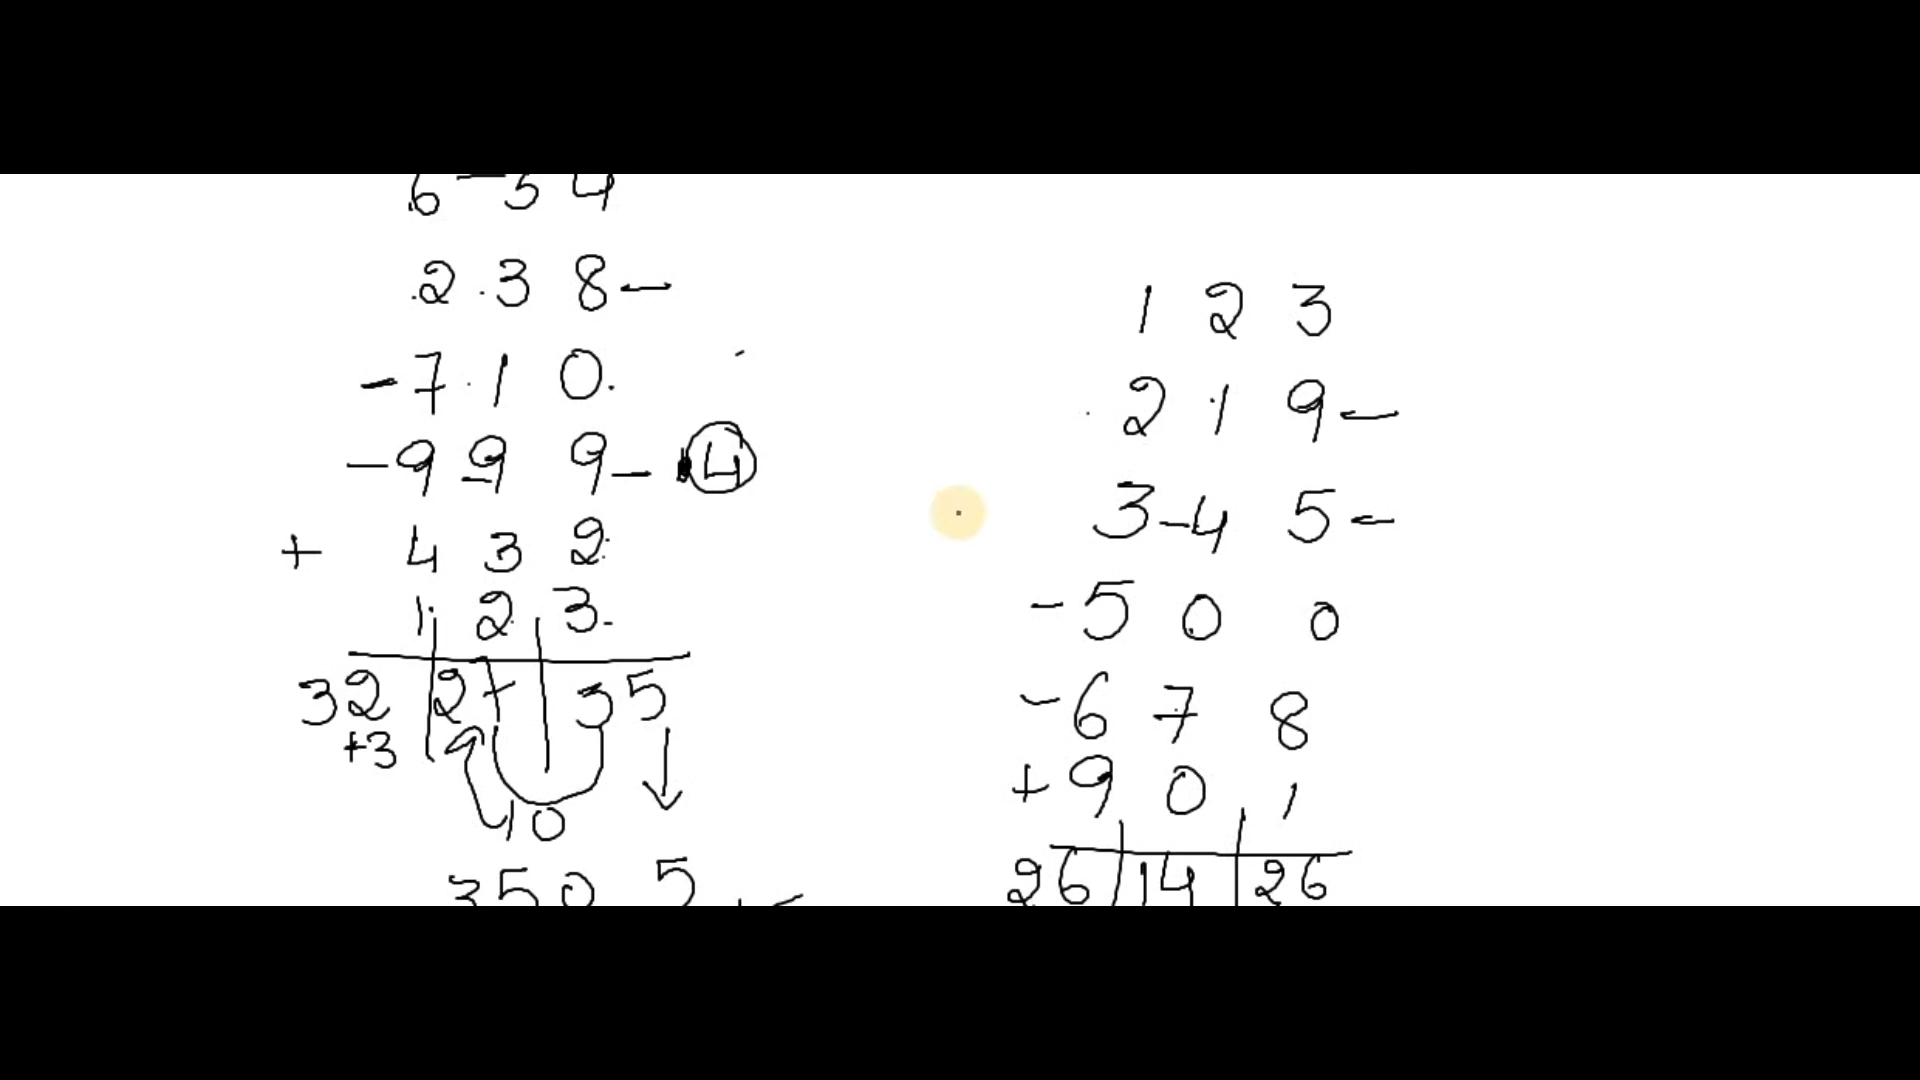 6 - 5 4
.2 .3 8 -
- 7 . 1 0.
- 9 9 9 - 4
+ 4 3 2
1 2 3
32 | 27 | 35
+3
40
350 5
1 2 3
2 1 9 -
3 - 4 5 -
- 5 0 0
- 6 7 8
+ 9 0 1
26 | 14 | 26